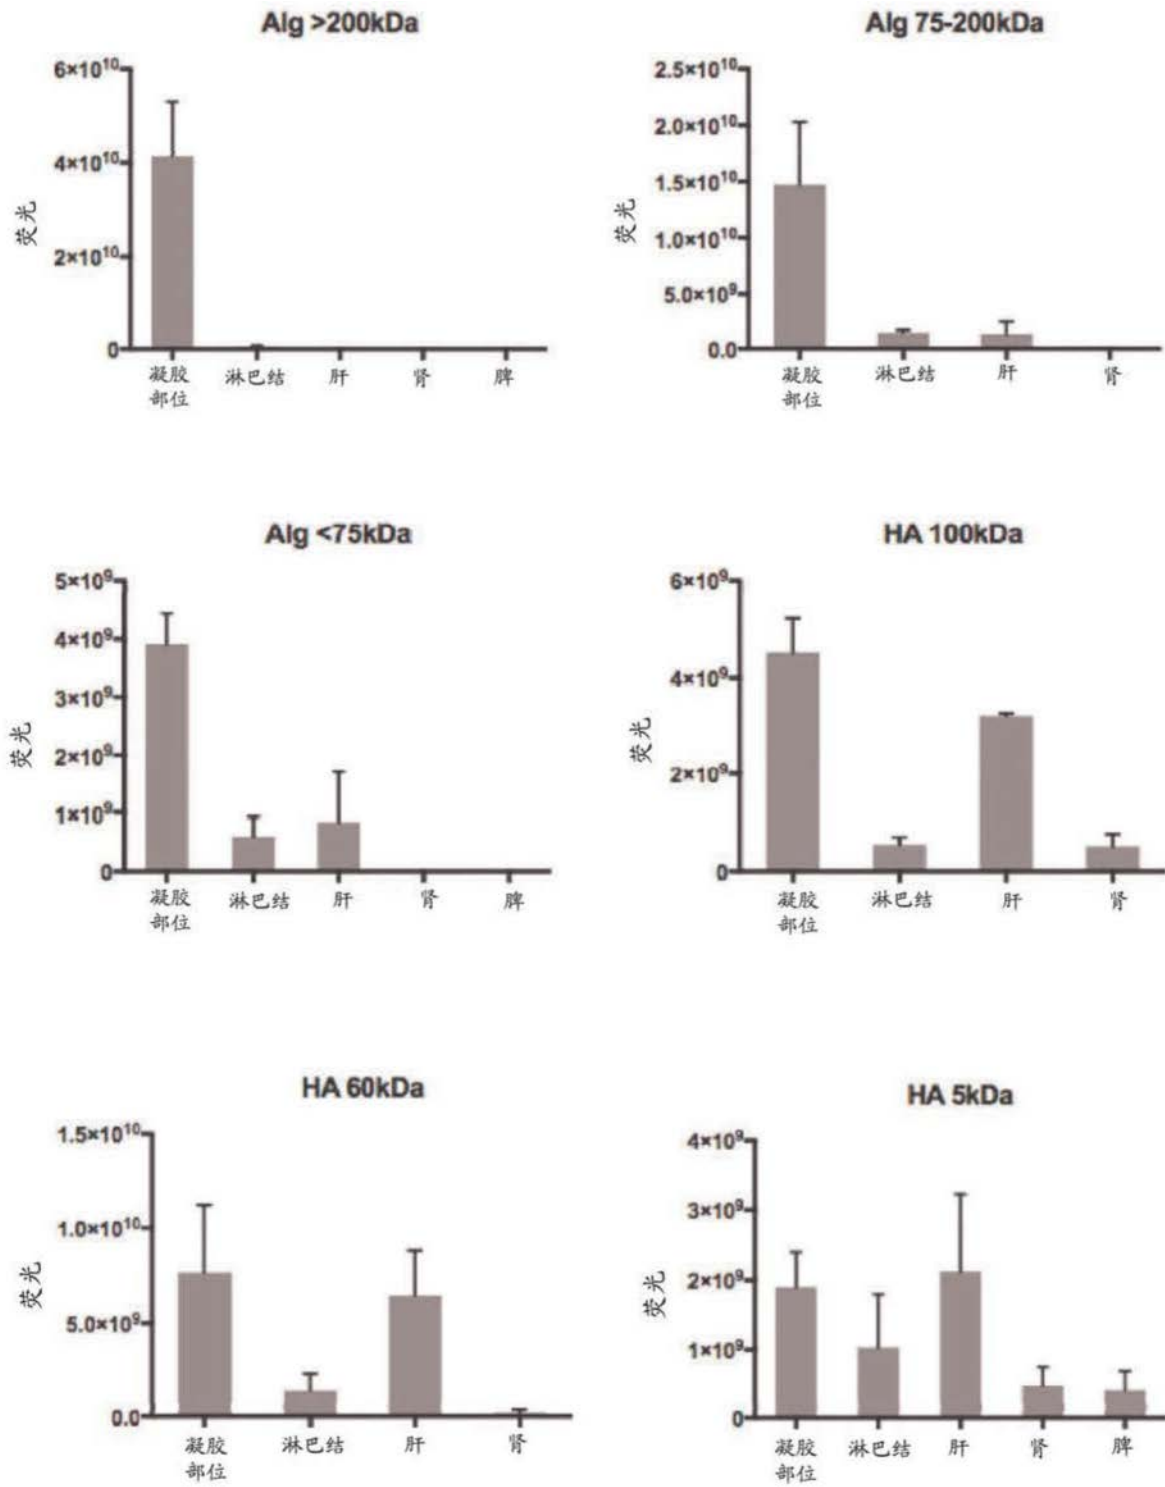 Alg >200kDa
6×10¹⁰
4×10¹⁰
2×10¹⁰
0
荧光
凝胶
部位
淋巴结
肝
肾
脾
Alg 75-200kDa
2.5×10¹⁰
2.0×10¹⁰
1.5×10¹⁰
1.0×10¹⁰
5.0×10⁹
0.0
荧光
凝胶
部位
淋巴结
肝
肾
Alg <75kDa
5×10⁹
4×10⁹
3×10⁹
2×10⁹
1×10⁹
0
荧光
凝胶
部位
淋巴结
肝
肾
脾
HA 100kDa
6×10⁹
4×10⁹
2×10⁹
0
荧光
凝胶
部位
淋巴结
肝
肾
HA 60kDa
1.5×10¹⁰
1.0×10¹⁰
5.0×10⁹
0.0
荧光
凝胶
部位
淋巴结
肝
肾
HA 5kDa
4×10⁹
3×10⁹
2×10⁹
1×10⁹
0
荧光
凝胶
部位
淋巴结
肝
肾
脾